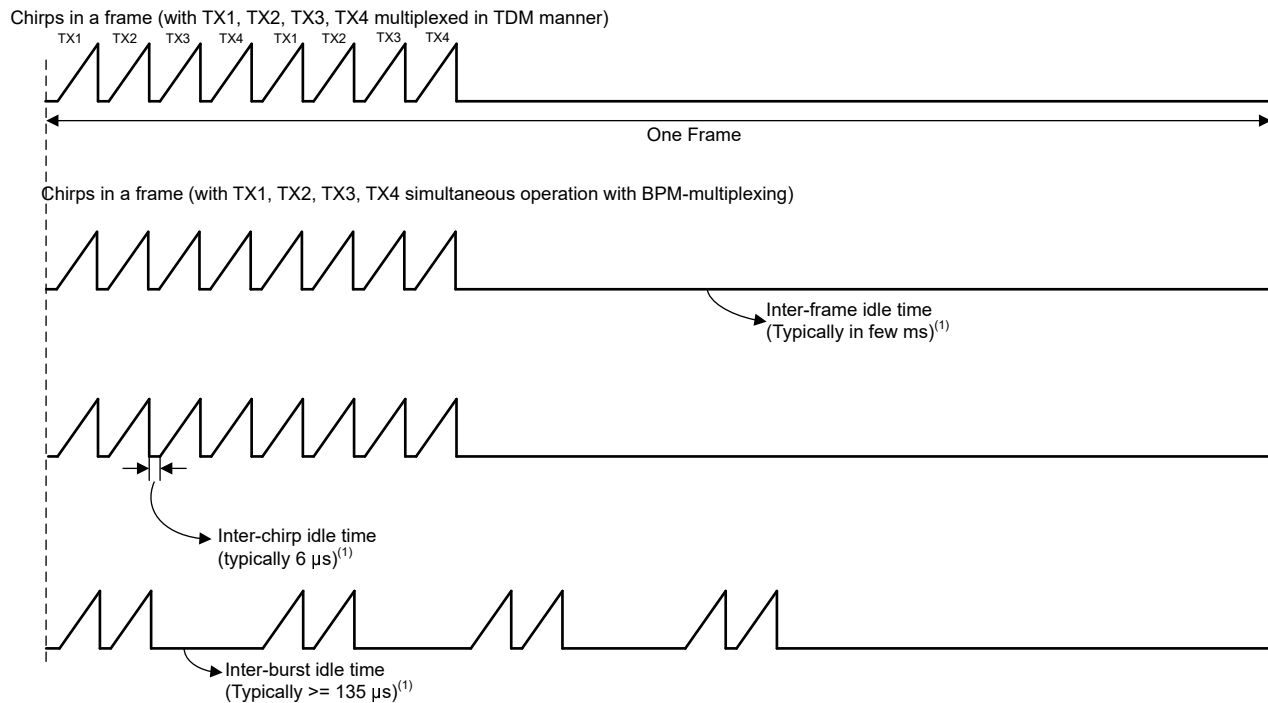 Chirps in a frame (with TX1, TX2, TX3, TX4 multiplexed in TDM manner)
TX1 TX2 TX3 TX4 TX1 TX2 TX3 TX4
One Frame
Chirps in a frame (with TX1, TX2, TX3, TX4 simultaneous operation with BPM-multiplexing)
Inter-frame idle time
(Typically in few ms)(1)
Inter-chirp idle time
(typically 6 µs)(1)
Inter-burst idle time
(Typically >= 135 µs)(1)